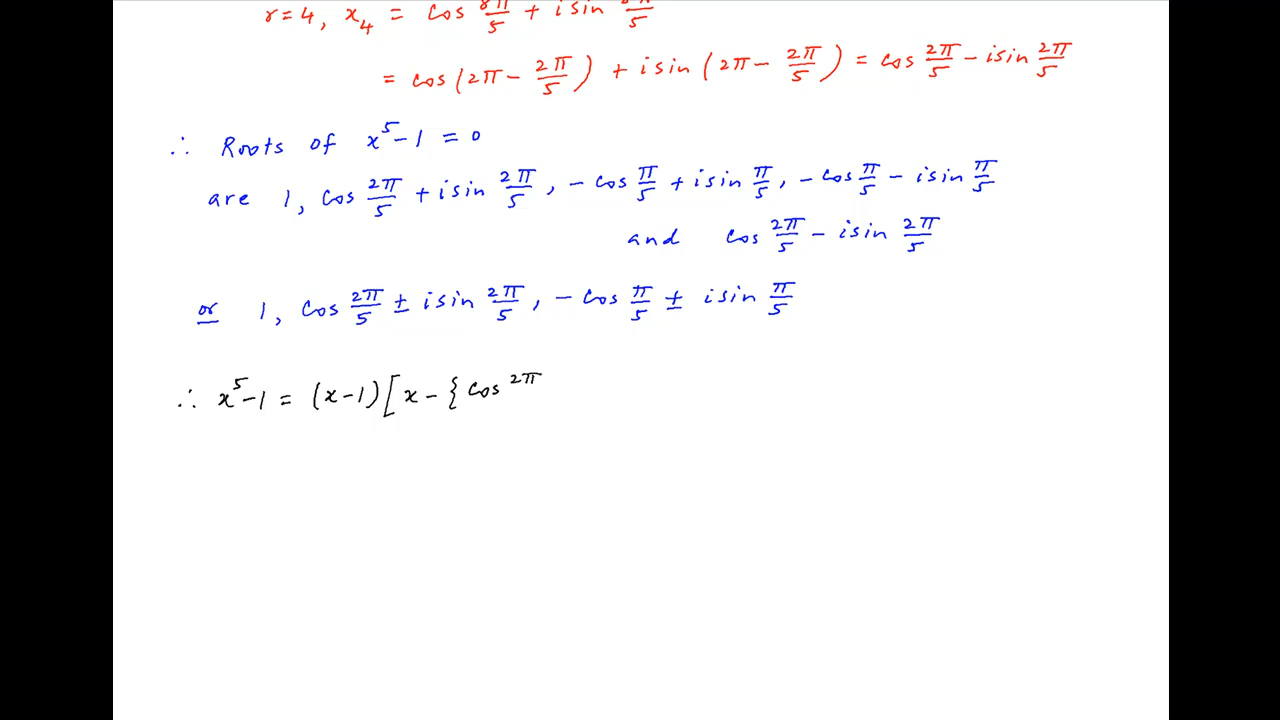 r=4, x₄ = cos 8π/5 + i sin 8π/5
= cos(2π − 2π/5) + i sin(2π − 2π/5) = cos 2π/5 − i sin 2π/5
∴ Roots of x⁵−1 = 0
are 1, cos 2π/5 + i sin 2π/5, − cos π/5 + i sin π/5, − cos π/5 − i sin π/5
and cos 2π/5 − i sin 2π/5
or 1, cos 2π/5 ± i sin 2π/5, − cos π/5 ± i sin π/5
∴ x⁵−1 = (x−1)[x − {cos 2π